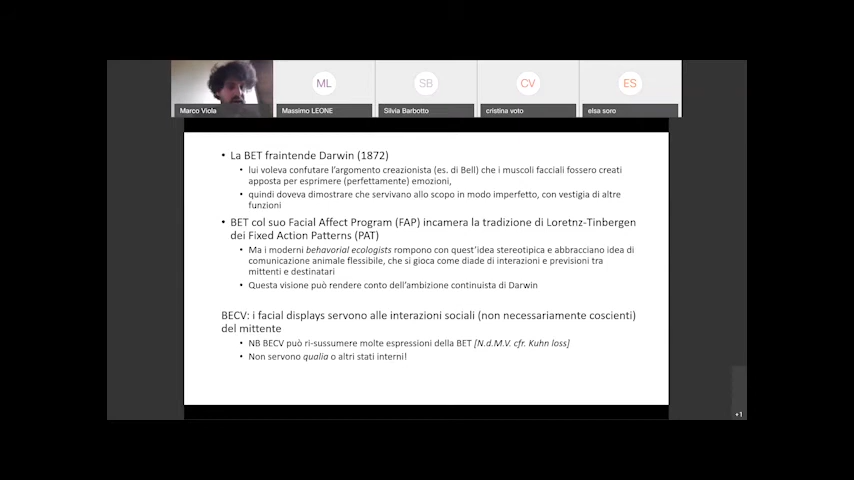 ML
SB
CV
ES
Marco Viola
Massimo LEONE
Silvia Barbotto
cristina voto
elsa soro
• La BET fraintende Darwin (1872)
• lui voleva confutare l'argomento creazionista (es. di Bell) che i muscoli facciali fossero creati
apposta per esprimere (perfettamente) emozioni,
• quindi doveva dimostrare che servivano allo scopo in modo imperfetto, con vestigia di altre
funzioni
• BET col suo Facial Affect Program (FAP) incamera la tradizione di Loretnz-Tinbergen
dei Fixed Action Patterns (PAT)
• Ma i moderni behavorial ecologists rompono con quest'idea stereotipica e abbracciano idea di
comunicazione animale flessibile, che si gioca come diade di interazioni e previsioni tra
mittenti e destinatari
• Questa visione può rendere conto dell'ambizione continuista di Darwin
BECV: i facial displays servono alle interazioni sociali (non necessariamente coscienti)
del mittente
• NB BECV può ri-sussumere molte espressioni della BET [N.d.M.V. cfr. Kuhn loss]
• Non servono qualia o altri stati interni!
+1